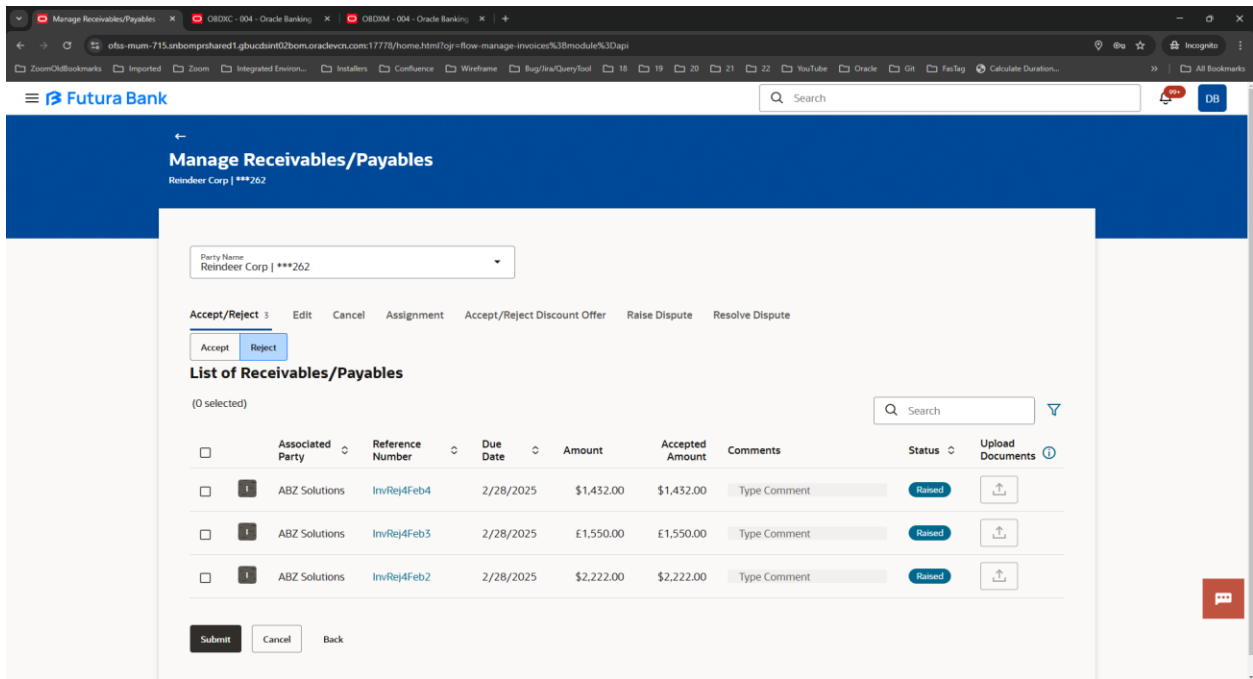 Manage Receivables/Payables -
OBDXC - 004 - Oracle Banking
OBDXM - 004 - Oracle Banking
ofss-mum-715.snbomprshared1.gbucdsint02bom.oraclevcn.com:17778/home.html?ojr=flow-manage-invoices%3Bmodule%3Dapi
Incognito
ZoomOldBookmarks Imported Zoom Integrated Environ... Installers Confluence Wireframe Bug/Jira/QueryTool 18 19 20 21 22 YouTube Oracle Git FasTag Calculate Duration... All Bookmarks
Futura Bank
Search
99+
DB
Manage Receivables/Payables
Reindeer Corp | ***262
Party Name
Reindeer Corp | ***262
Accept/Reject 3 Edit Cancel Assignment Accept/Reject Discount Offer Raise Dispute Resolve Dispute
Accept Reject
List of Receivables/Payables
(0 selected)
Search
Associated Party Reference Number Due Date Amount Accepted Amount Comments Status Upload Documents
I ABZ Solutions InvRej4Feb4 2/28/2025 $1,432.00 $1,432.00 Type Comment Raised
I ABZ Solutions InvRej4Feb3 2/28/2025 £1,550.00 £1,550.00 Type Comment Raised
I ABZ Solutions InvRej4Feb2 2/28/2025 $2,222.00 $2,222.00 Type Comment Raised
Submit Cancel Back